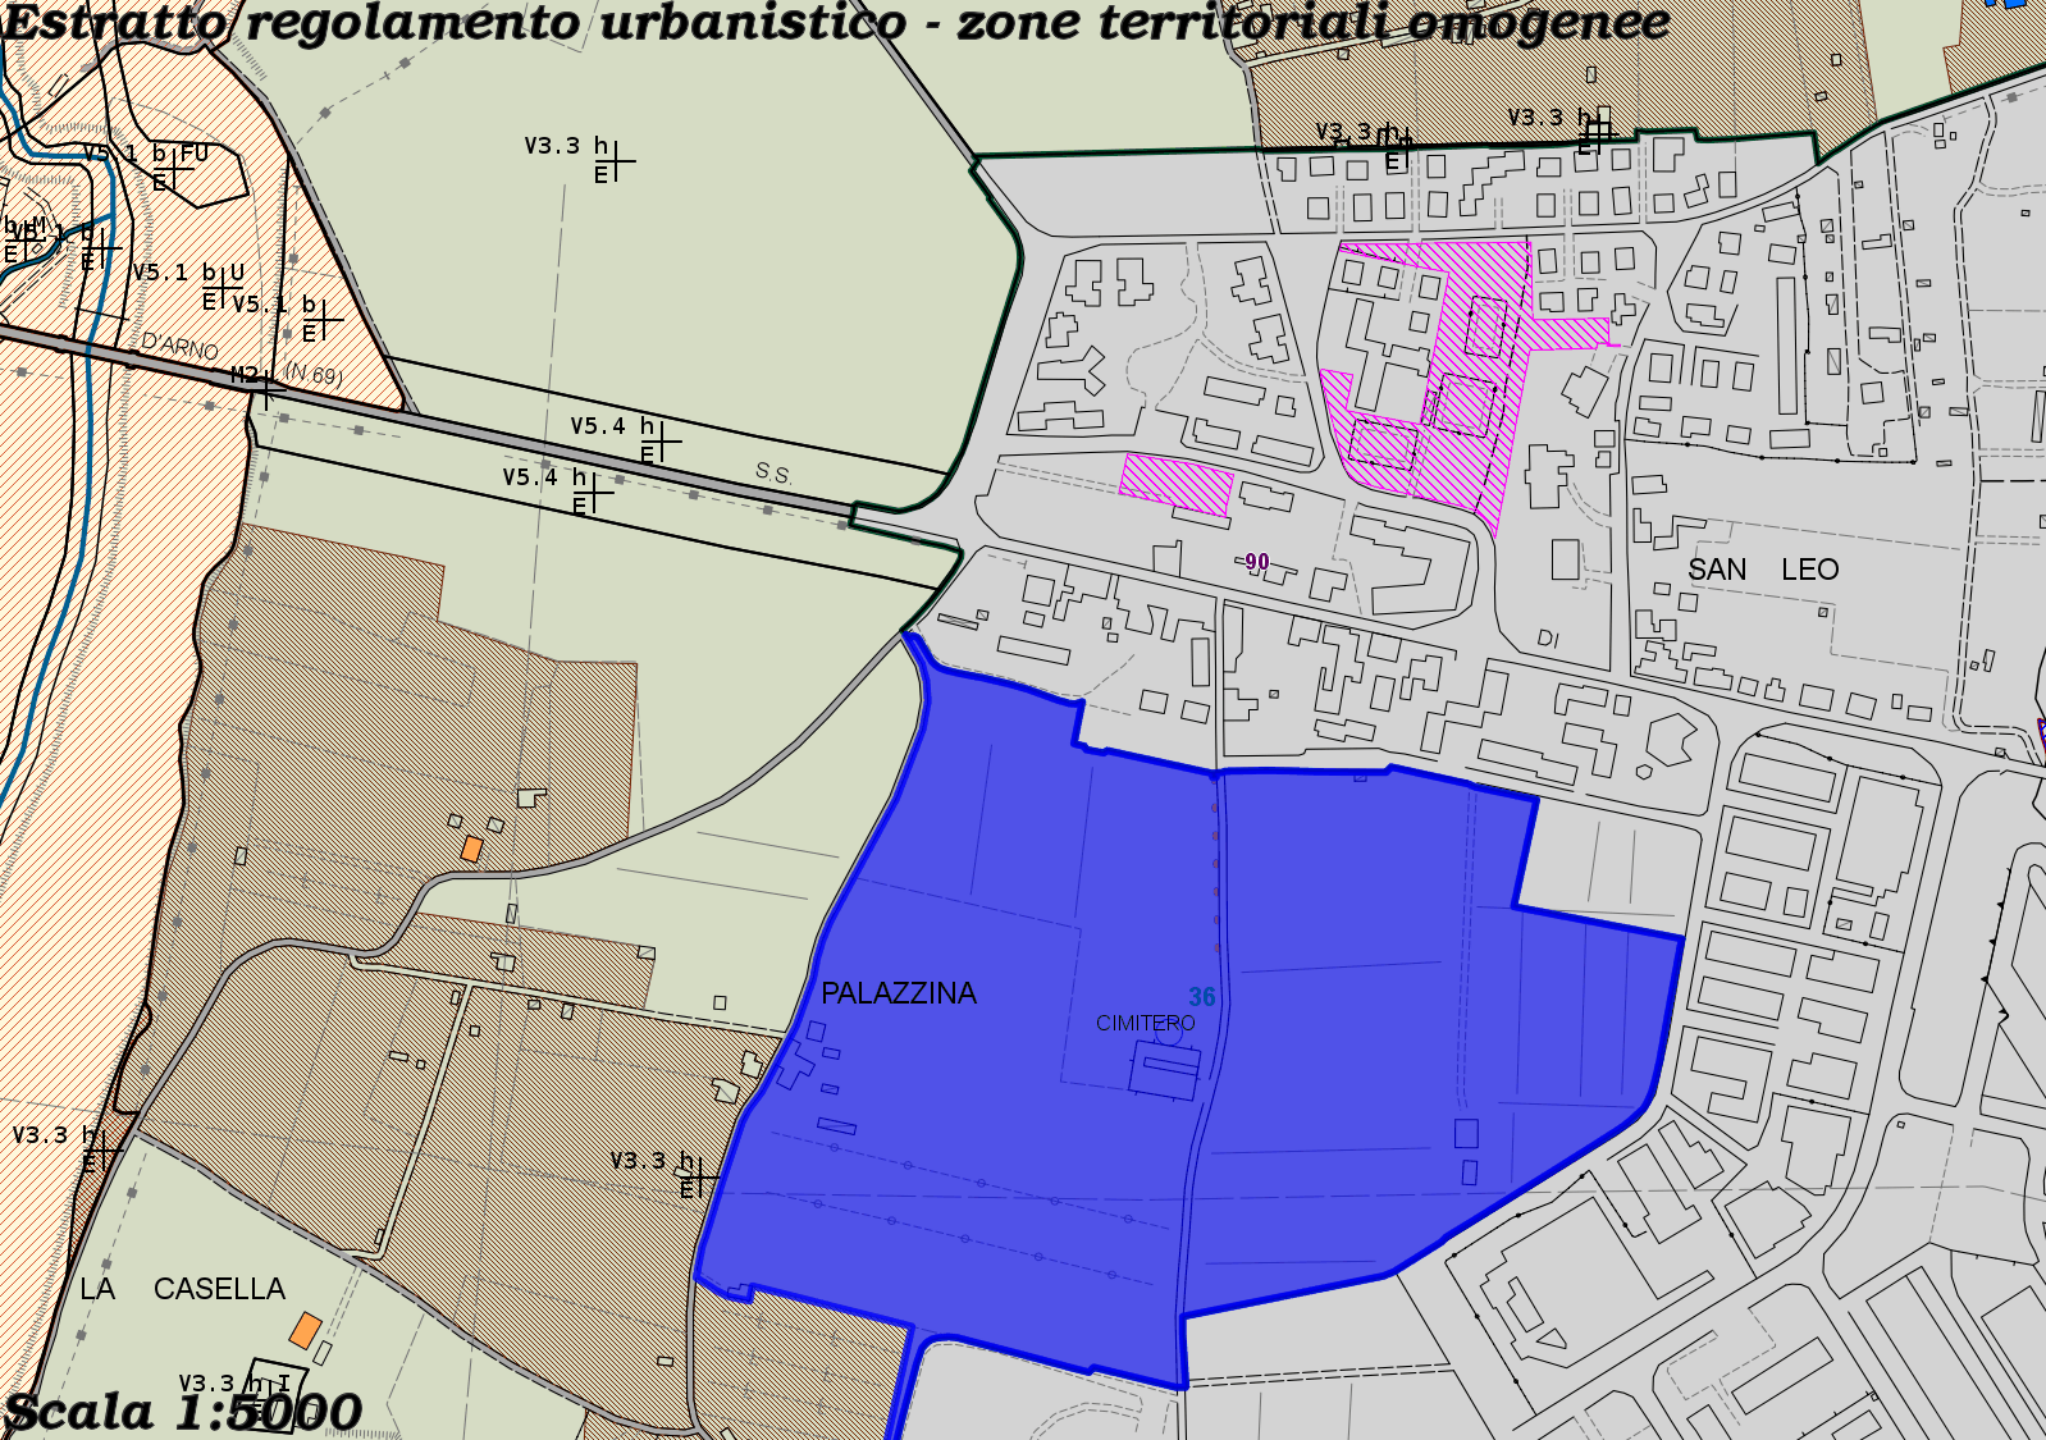 Estratto regolamento urbanistico - zone territoriali omogenee
V3.3 h
E
V3.3 h
E
V3.3 h
E
V5.1 b FU
E
b M
E
V5.1 b
E
V5.1 b U
E
V5.1 b
E
D'ARNO
(N.69)
M2
V5.4 h
E
S.S.
V5.4 h
E
90
SAN LEO
DI
PALAZZINA
36
CIMITERO
V3.3 h
E
V3.3 h
E
LA CASELLA
V3.3 h I
E
Scala 1:5000